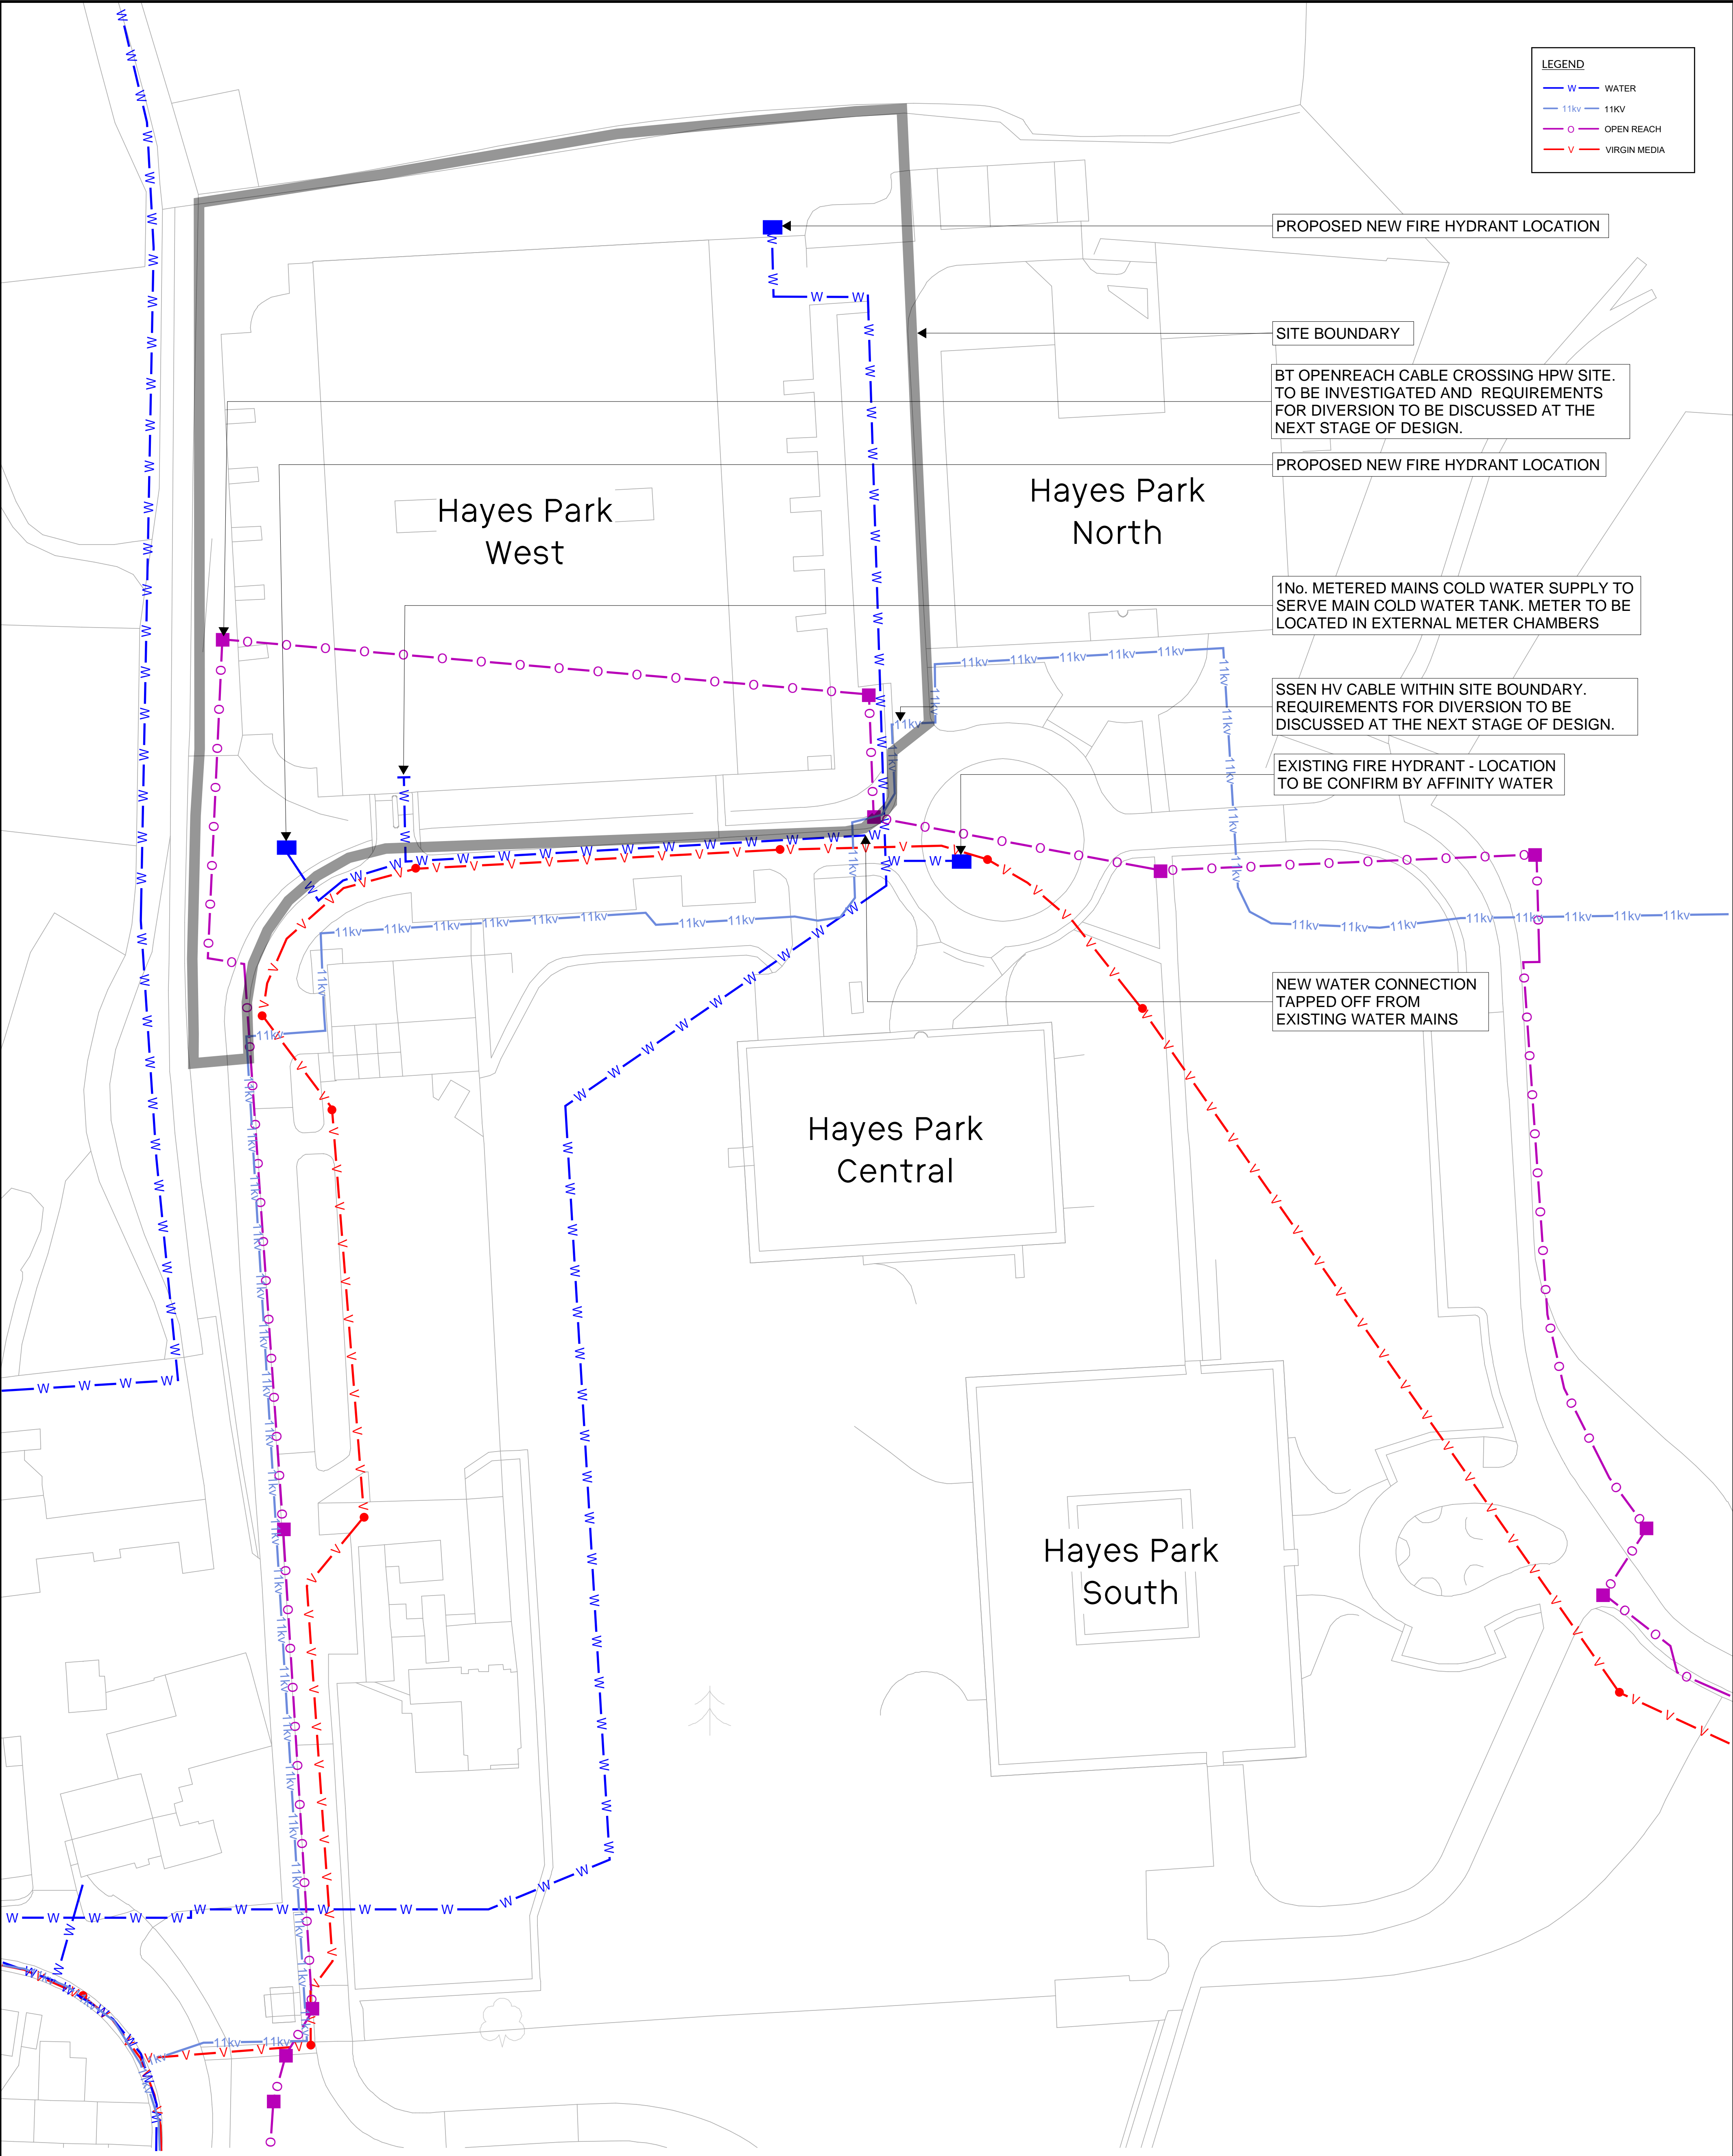 LEGEND
W WATER
11kv 11KV
O OPEN REACH
V VIRGIN MEDIA
PROPOSED NEW FIRE HYDRANT LOCATION
SITE BOUNDARY
BT OPENREACH CABLE CROSSING HPW SITE.
TO BE INVESTIGATED AND REQUIREMENTS
FOR DIVERSION TO BE DISCUSSED AT THE
NEXT STAGE OF DESIGN.
PROPOSED NEW FIRE HYDRANT LOCATION
Hayes Park
West
Hayes Park
North
1No. METERED MAINS COLD WATER SUPPLY TO
SERVE MAIN COLD WATER TANK. METER TO BE
LOCATED IN EXTERNAL METER CHAMBERS
SSEN HV CABLE WITHIN SITE BOUNDARY.
REQUIREMENTS FOR DIVERSION TO BE
DISCUSSED AT THE NEXT STAGE OF DESIGN.
EXISTING FIRE HYDRANT - LOCATION
TO BE CONFIRM BY AFFINITY WATER
NEW WATER CONNECTION
TAPPED OFF FROM
EXISTING WATER MAINS
Hayes Park
Central
Hayes Park
South